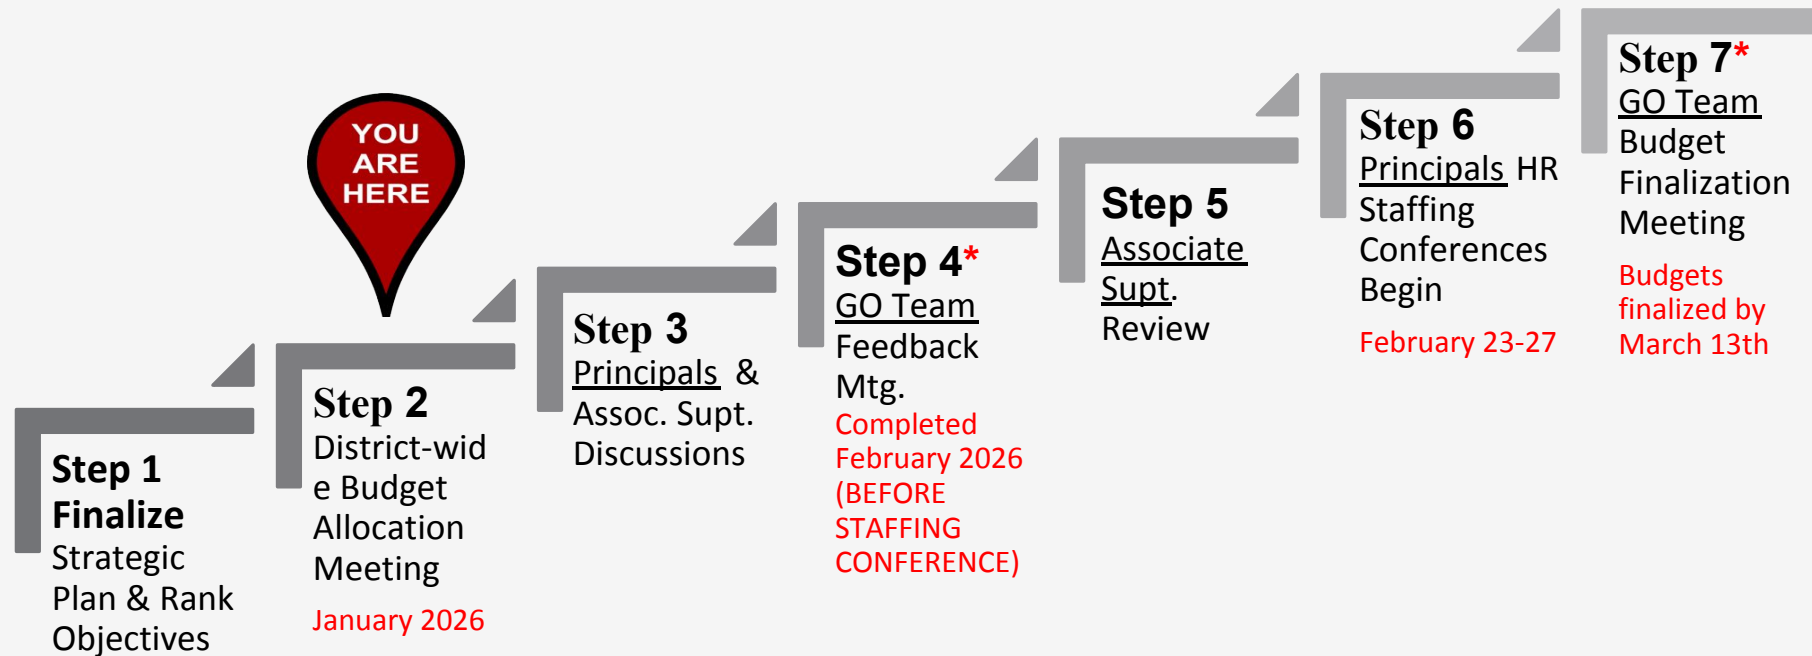 YOU
ARE
HERE
Step 1
Finalize
Strategic
Plan & Rank
Objectives
Step 2
District-wid
e Budget
Allocation
Meeting
January 2026
Step 3
Principals &
Assoc. Supt.
Discussions
Step 4*
GO Team
Feedback
Mtg.
Completed
February 2026
(BEFORE
STAFFING
CONFERENCE)
Step 5
Associate
Supt.
Review
Step 6
Principals HR
Staffing
Conferences
Begin
February 23-27
Step 7*
GO Team
Budget
Finalization
Meeting
Budgets
finalized by
March 13th